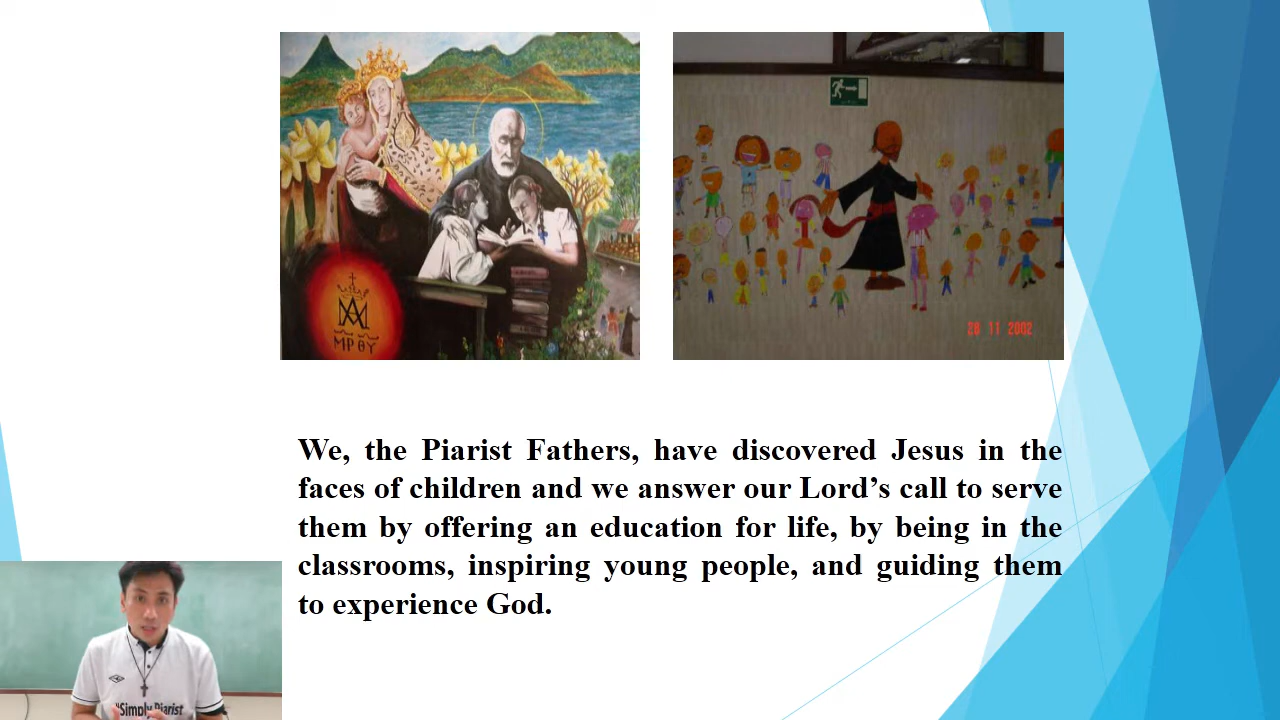 MP ΘY
28 11 2002
We, the Piarist Fathers, have discovered Jesus in the
faces of children and we answer our Lord’s call to serve
them by offering an education for life, by being in the
classrooms, inspiring young people, and guiding them
to experience God.
"Simply Piarist